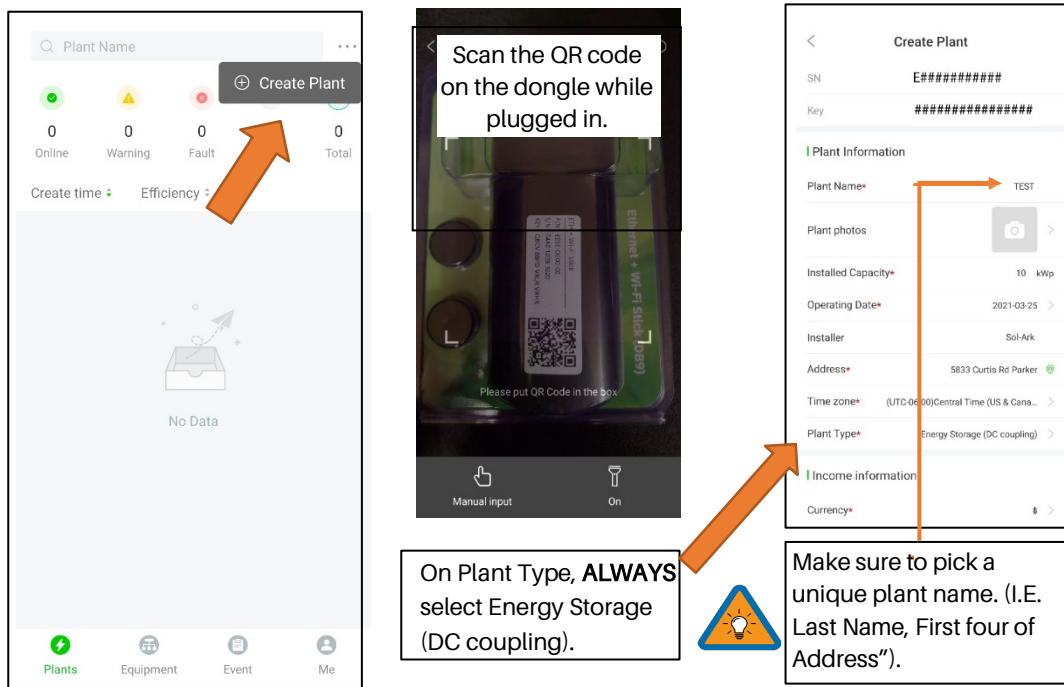 Plant Name
...
Create Plant
0
0
0
0
Online
Warning
Fault
Total
Create time
Efficiency
No Data
Plants
Equipment
Event
Me
Scan the QR code
on the dongle while
plugged in.
Ethernet + Wi-Fi Stick (DB9)
Please put QR Code in the box
Manual input
On
On Plant Type, ALWAYS
select Energy Storage
(DC coupling).
Create Plant
SN E###########
Key ################
Plant Information
Plant Name* TEST
Plant photos
Installed Capacity* 10 kWp
Operating Date* 2021-03-25
Installer Sol-Ark
Address* 5833 Curtis Rd Parker
Time zone* (UTC-06:00)Central Time (US & Cana...
Plant Type* Energy Storage (DC coupling)
Income information
Currency* $
Make sure to pick a
unique plant name. (I.E.
Last Name, First four of
Address").